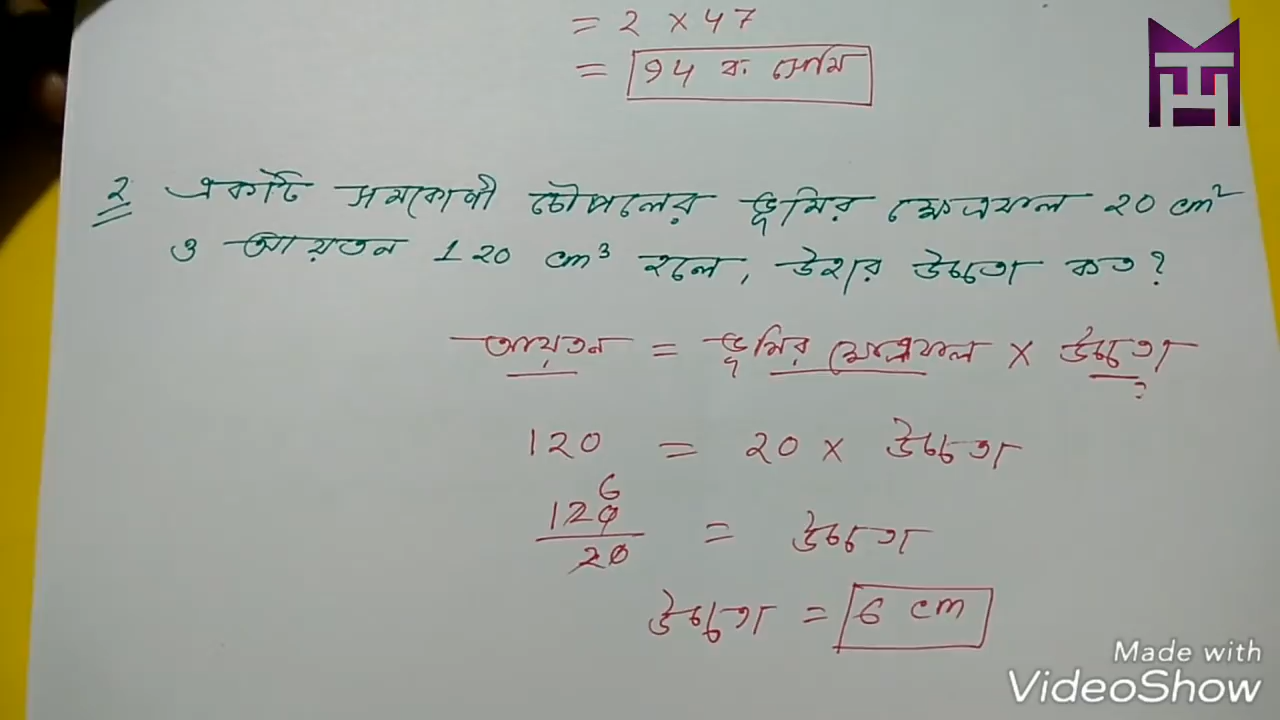 = 2 × 47
= 94 ব. সেমি
২ একটি সমকোণী চৌপলের ভূমির ক্ষেত্রফল 20 cm²
ও আয়তন 120 cm³ হলে, উহার উচ্চতা কত?
আয়তন = ভূমির ক্ষেত্রফল × উচ্চতা
?
120 = 20 × উচ্চতা
6
120
20 = উচ্চতা
উচ্চতা = 6 cm
MTH
Made with
VideoShow